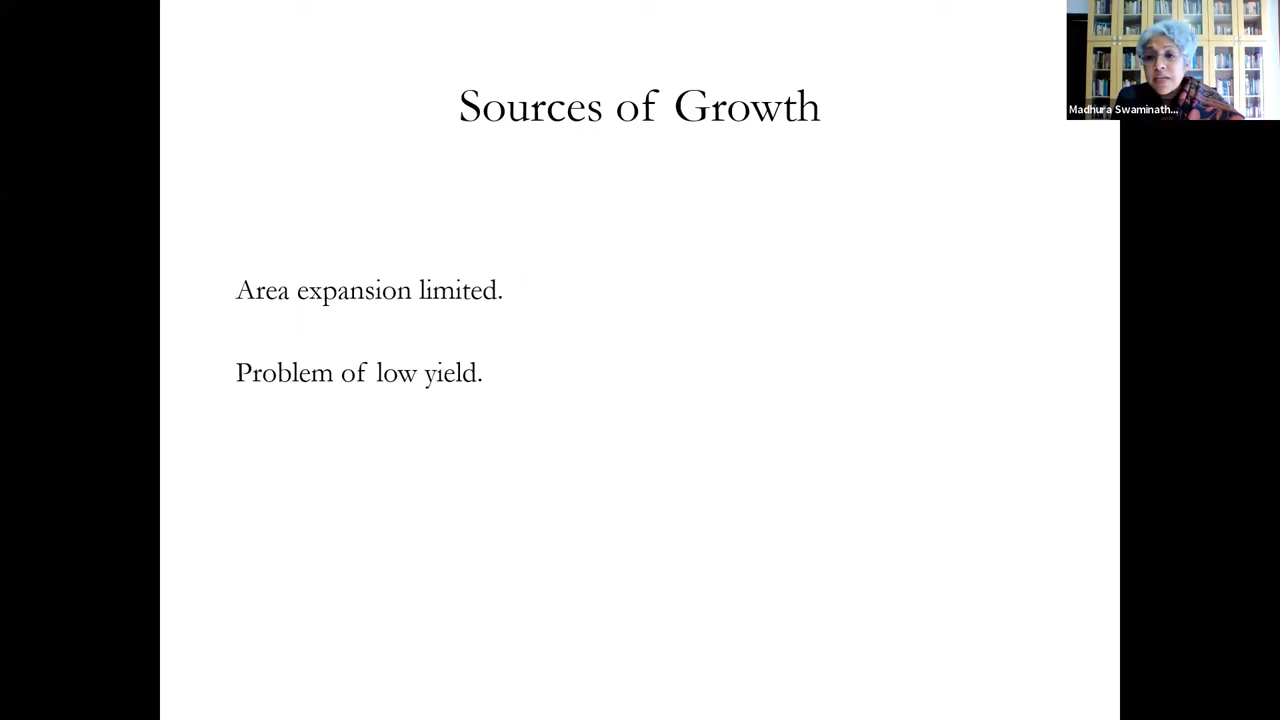 Sources of Growth
Madhura Swaminath...
Area expansion limited.
Problem of low yield.